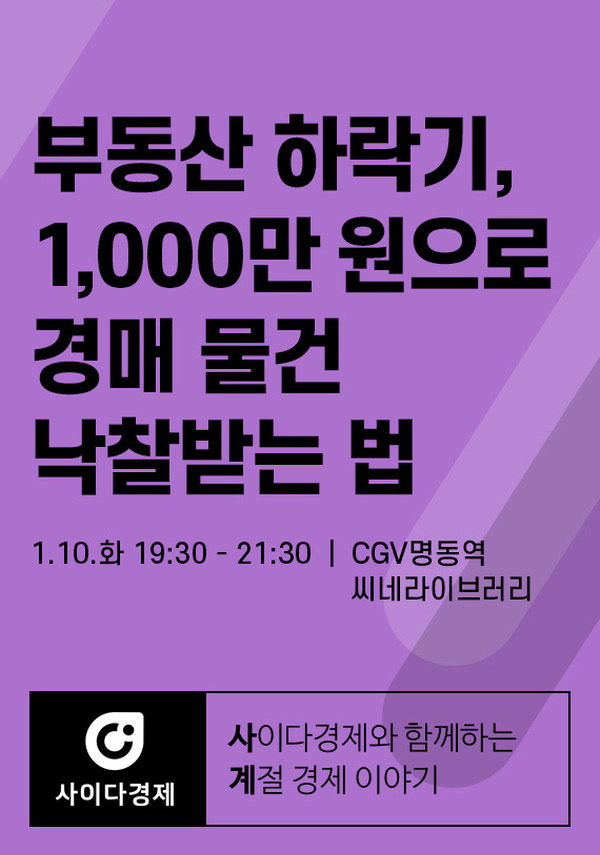 부동산 하락기,
1,000만 원으로
경매 물건
낙찰받는 법
1.10.화 19:30 - 21:30 | CGV명동역
씨네라이브러리
사이다경제
사이다경제와 함께하는
계절 경제 이야기